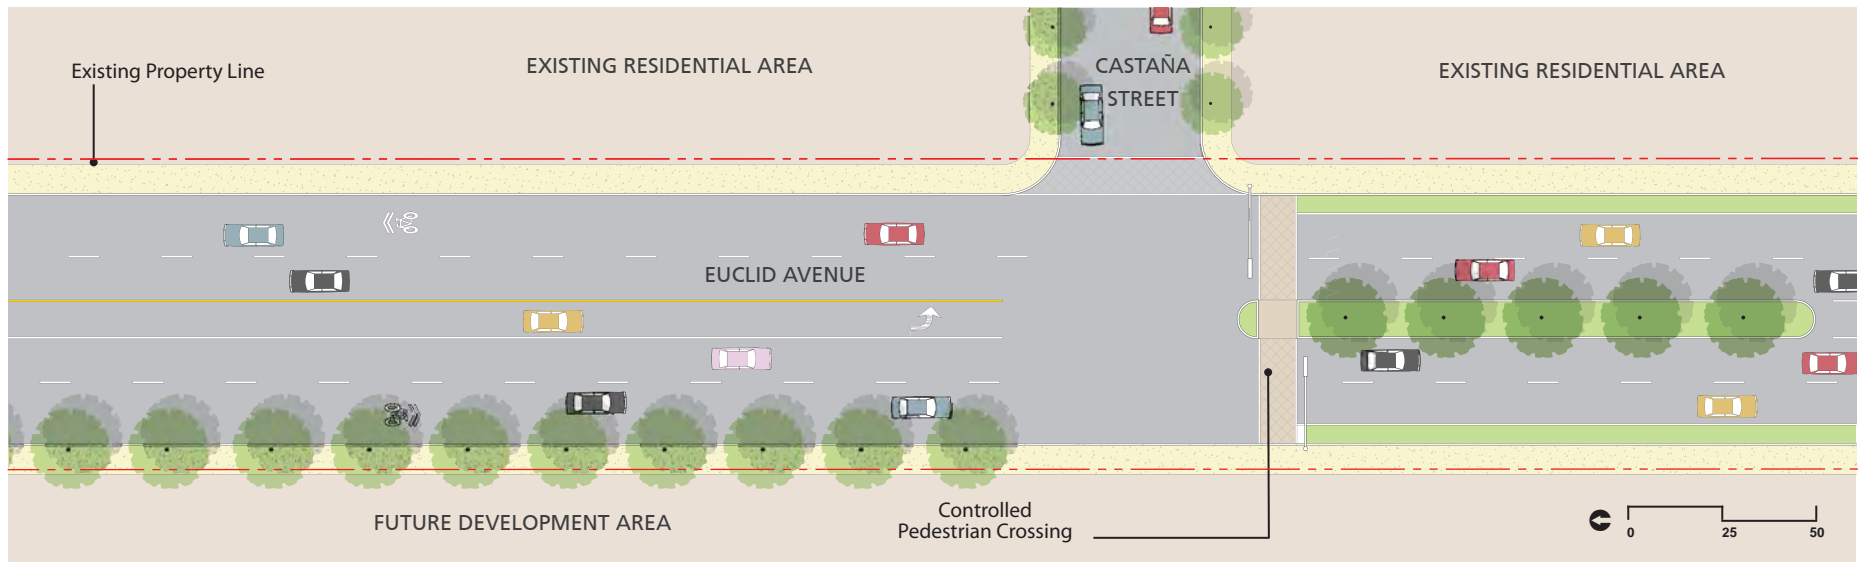 Existing Property Line
EXISTING RESIDENTIAL AREA
CASTAÑA
STREET
EXISTING RESIDENTIAL AREA
EUCLID AVENUE
FUTURE DEVELOPMENT AREA
Controlled
Pedestrian Crossing
0 25 50